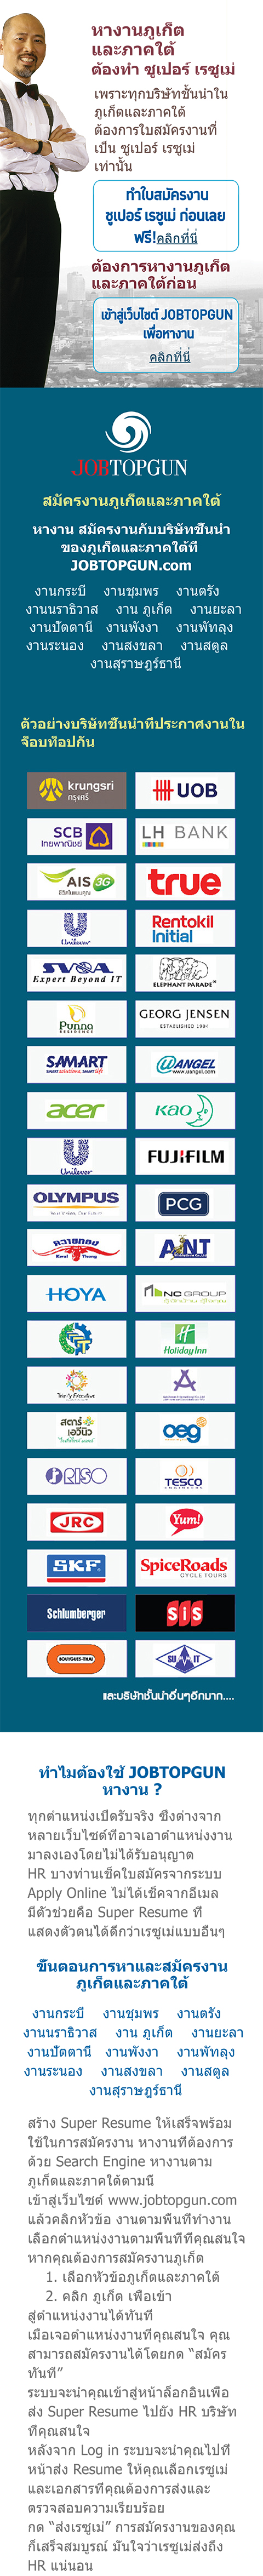 หางานภูเก็ต
และภาคใต้
ต้องทำ ซูเปอร์ เรซูเม่
เพราะทุกบริษัทชั้นนำใน
ภูเก็ตและภาคใต้
ต้องการใบสมัครงานที่
เป็น ซูเปอร์ เรซูเม่
เท่านั้น
ทำใบสมัครงาน
ซูเปอร์ เรซูเม่ ก่อนเลย
ฟรี!คลิกที่นี่
ต้องการหางานภูเก็ต
และภาคใต้ก่อน
เข้าสู่เว็บไซต์ JOBTOPGUN
เพื่อหางาน
คลิกที่นี่
JOBTOPGUN
สมัครงานภูเก็ตและภาคใต้
หางาน สมัครงานกับบริษัทชั้นนำ
ของภูเก็ตและภาคใต้ที่
JOBTOPGUN.com
งานกระบี่ งานชุมพร งานตรัง
งานนราธิวาส งาน ภูเก็ต งานยะลา
งานปัตตานี งานพังงา งานพัทลุง
งานระนอง งานสงขลา งานสตูล
งานสุราษฎร์ธานี
ตัวอย่างบริษัทชั้นนำที่ประกาศงานใน
จ๊อบท็อปกัน
krungsri กรุงศรี UOB
SCB ไทยพาณิชย์ LH BANK
AIS 3G ชีวิตในแบบคุณ true
Unilever Rentokil Initial
SVOA Expert Beyond IT ELEPHANT PARADE
Punna RESIDENCE GEORG JENSEN ESTABLISHED 1904
SAMART @ANGEL www.aangel.com
acer Kao
Unilever FUJIFILM
OLYMPUS PCG
ควายทอง Kwai Thong ANT
HOYA NC GROUP
Holiday Inn
Trinity Executive
สตาร์ เอวีนิว oeg
RISO TESCO ENGINEERS
JRC Yum!
SKF SpiceRoads CYCLE TOURS
Schlumberger SiS
BOUYGUES-THAI SU IT
และบริษัทชั้นนำอื่นๆอีกมาก....
ทำไมต้องใช้ JOBTOPGUN
หางาน ?
ทุกตำแหน่งเปิดรับจริง ซึ่งต่างจาก
หลายเว็บไซต์ที่อาจเอาตำแหน่งงาน
มาลงเองโดยไม่ได้รับอนุญาต
HR บางท่านเช็คใบสมัครจากระบบ
Apply Online ไม่ได้เช็คจากอีเมล
มีตัวช่วยคือ Super Resume ที่
แสดงตัวตนได้ดีกว่าเรซูเม่แบบอื่นๆ
ขั้นตอนการหาและสมัครงาน
ภูเก็ตและภาคใต้
งานกระบี่ งานชุมพร งานตรัง
งานนราธิวาส งาน ภูเก็ต งานยะลา
งานปัตตานี งานพังงา งานพัทลุง
งานระนอง งานสงขลา งานสตูล
งานสุราษฎร์ธานี
สร้าง Super Resume ให้เสร็จพร้อม
ใช้ในการสมัครงาน หางานที่ต้องการ
ด้วย Search Engine หางานตาม
ภูเก็ตและภาคใต้ตามนี้
เข้าสู่เว็บไซต์ www.jobtopgun.com
แล้วคลิกหัวข้อ งานตามพื้นที่ทำงาน
เลือกตำแหน่งงานตามพื้นที่ที่คุณสนใจ
หากคุณต้องการสมัครงานภูเก็ต
1. เลือกหัวข้อภูเก็ตและภาคใต้
2. คลิก ภูเก็ต เพื่อเข้า
สู่ตำแหน่งงานได้ทันที
เมื่อเจอตำแหน่งงานที่คุณสนใจ คุณ
สามารถสมัครงานได้โดยกด “สมัคร
ทันที”
ระบบจะนำคุณเข้าสู่หน้าล็อกอินเพื่อ
ส่ง Super Resume ไปยัง HR บริษัท
ที่คุณสนใจ
หลังจาก Log in ระบบจะนำคุณไปที่
หน้าส่ง Resume ให้คุณเลือกเรซูเม่
และเอกสารที่คุณต้องการส่งและ
ตรวจสอบความเรียบร้อย
กด “ส่งเรซูเม่” การสมัครงานของคุณ
ก็เสร็จสมบูรณ์ มั่นใจว่าเรซูเม่ส่งถึง
HR แน่นอน